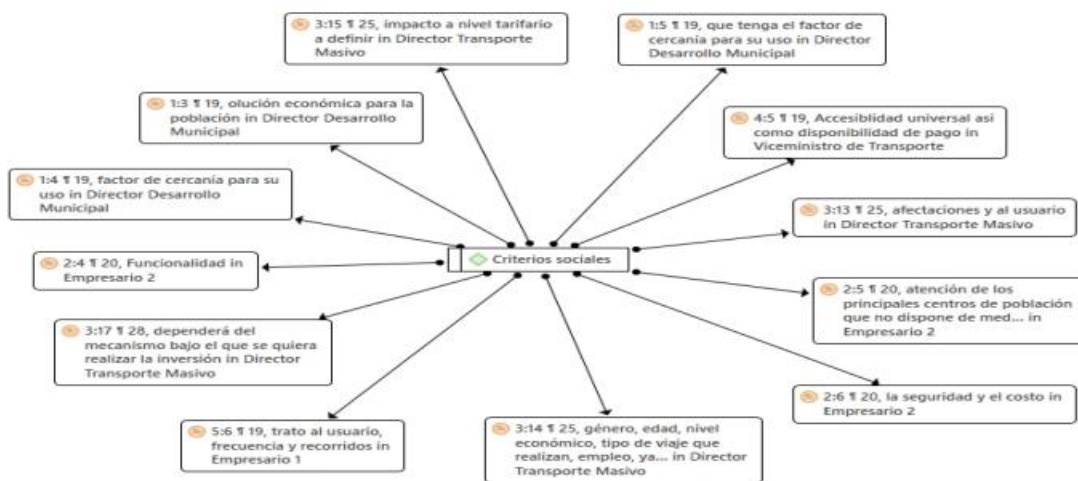 3:15 ¶ 25, impacto a nivel tarifario
a definir in Director Transporte
Masivo
1:5 ¶ 19, que tenga el factor de
cercanía para su uso in Director
Desarrollo Municipal
1:3 ¶ 19, olución económica para la
población in Director Desarrollo
Municipal
4:5 ¶ 19, Accesiblidad universal asi
como disponibilidad de pago in
Viceministro de Transporte
1:4 ¶ 19, factor de cercanía para su
uso in Director Desarrollo
Municipal
3:13 ¶ 25, afectaciones y al usuario
in Director Transporte Masivo
Criterios sociales
2:4 ¶ 20, Funcionalidad in
Empresario 2
2:5 ¶ 20, atención de los
principales centros de población
que no dispone de med... in
Empresario 2
3:17 ¶ 28, dependerá del
mecanismo bajo el que se quiera
realizar la inversión in Director
Transporte Masivo
2:6 ¶ 20, la seguridad y el costo in
Empresario 2
5:6 ¶ 19, trato al usuario,
frecuencia y recorridos in
Empresario 1
3:14 ¶ 25, género, edad, nivel
económico, tipo de viaje que
realizan, empleo, ya... in Director
Transporte Masivo